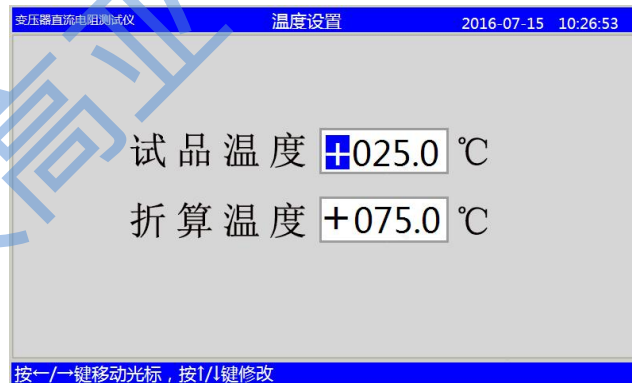 变压器直流电阻测试仪 温度设置 2016-07-15 10:26:53
试品温度 +025.0 ℃
折算温度 +075.0 ℃
按←/→键移动光标，按↑/↓键修改
高亚